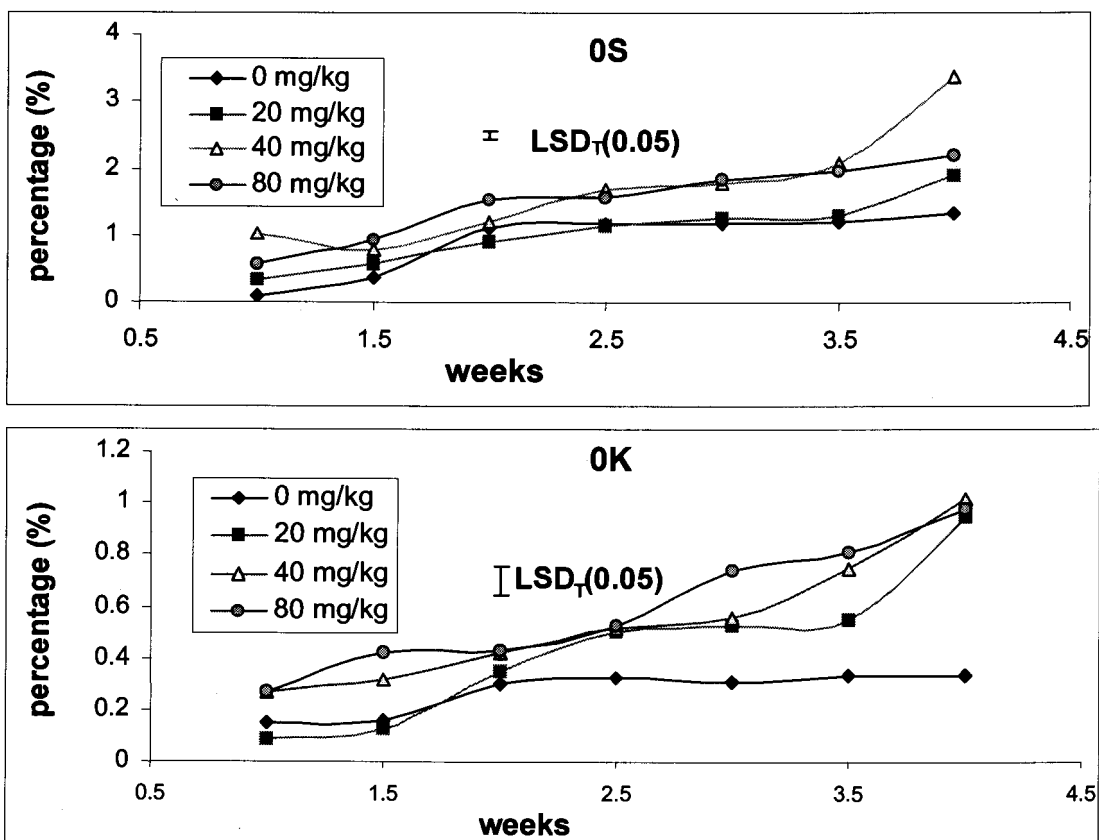 0S
percentage (%)
4
3
2
1
0
0 mg/kg
20 mg/kg
40 mg/kg
80 mg/kg
LSDT(0.05)
0.5 1.5 2.5 3.5 4.5
weeks
0K
percentage (%)
1.2
1
0.8
0.6
0.4
0.2
0
0 mg/kg
20 mg/kg
40 mg/kg
80 mg/kg
LSDT(0.05)
0.5 1.5 2.5 3.5 4.5
weeks